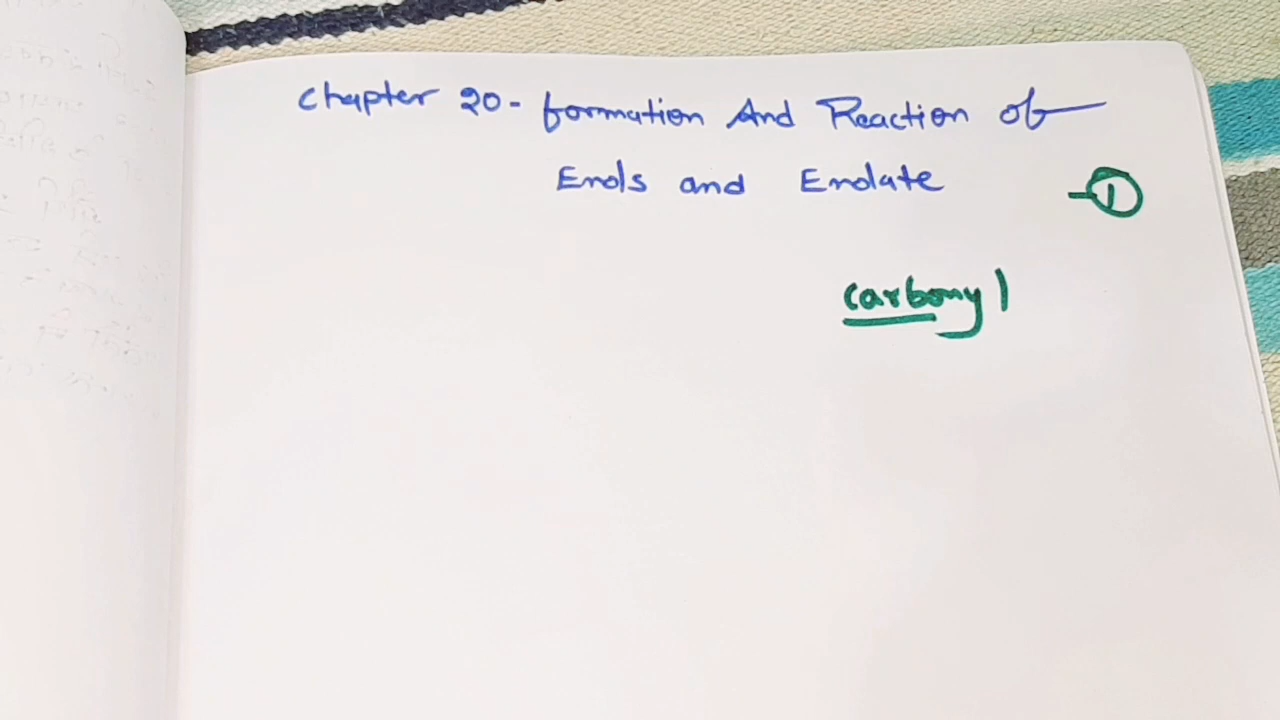 Chapter 20 - formation And Reaction of
Enols and Enolate
- 1
carbonyl